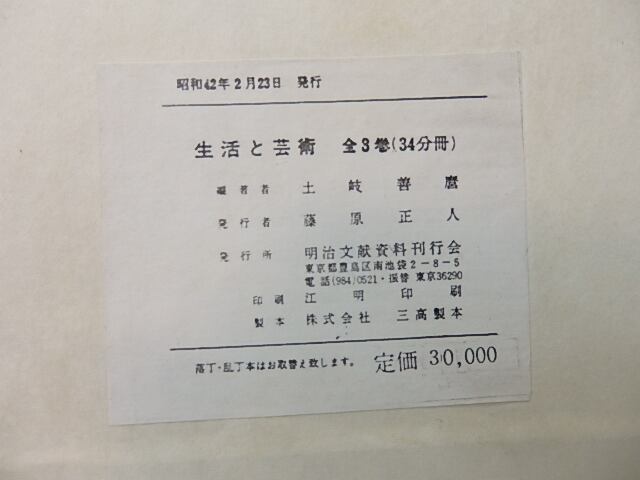 昭和42年2月23日 発行
生活と芸術 全3巻(34分冊)
編著者 土岐善麿
発行者 藤原正人
発行所 明治文献資料刊行会
東京都豊島区南池袋2-8-5
電話(984)0521・振替 東京36290
印刷 江明印刷
製本 株式会社 三高製本
落丁・乱丁本はお取替え致します。 定価 30,000